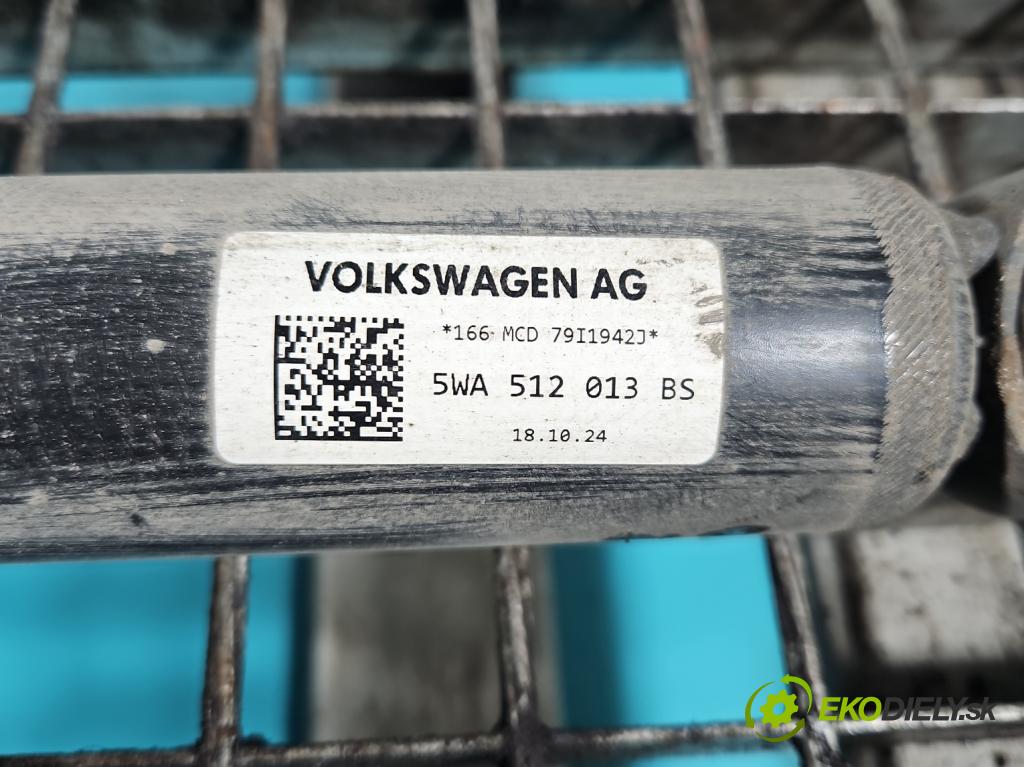 VOLKSWAGEN AG
*166 MCD 79I1942J*
5WA 512 013 BS
18.10.24
EKODIELY.SK